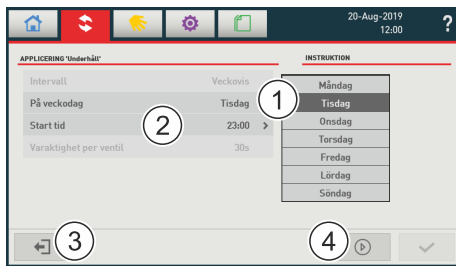 20-Aug-2019
12:00
?
APPLICERING 'Underhåll'
INSTRUKTION
Intervall Veckovis
På veckodag Tisdag
Start tid 23:00 >
Varaktighet per ventil 30s
1
2
Måndag
Tisdag
Onsdag
Torsdag
Fredag
Lördag
Söndag
3
4